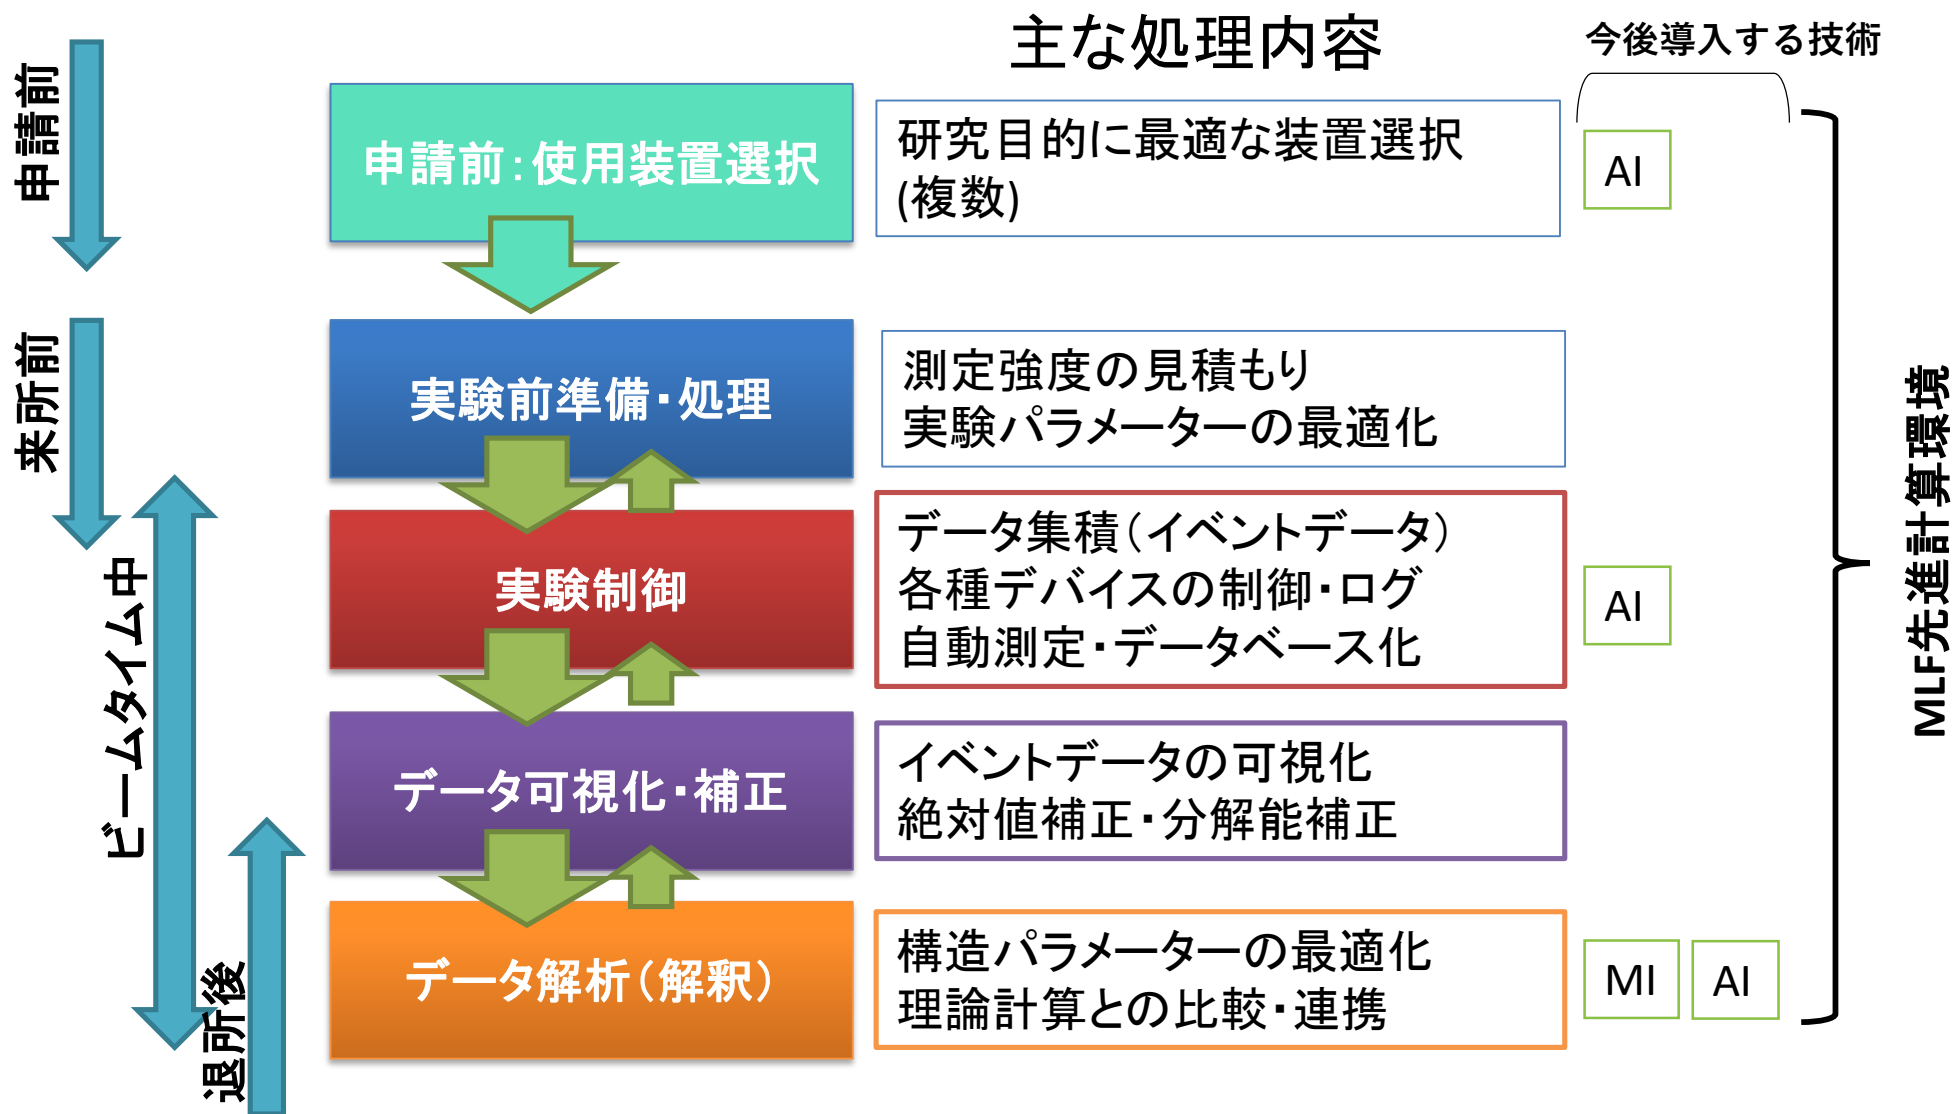 主な処理内容
今後導入する技術
申請前
申請前：使用装置選択
研究目的に最適な装置選択
(複数)
AI
来所前
実験前準備・処理
測定強度の見積もり
実験パラメーターの最適化
ビームタイム中
実験制御
データ集積（イベントデータ）
各種デバイスの制御・ログ
自動測定・データベース化
AI
データ可視化・補正
イベントデータの可視化
絶対値補正・分解能補正
退所後
データ解析（解釈）
構造パラメーターの最適化
理論計算との比較・連携
MI
AI
MLF先進計算環境